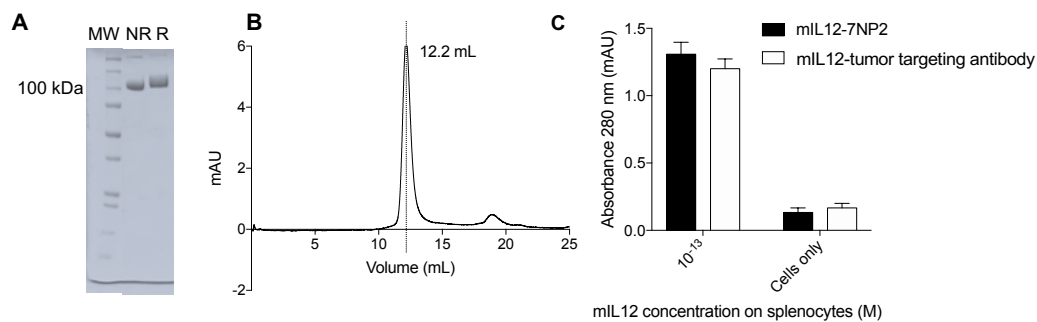 A
MW NR R
100 kDa
B
6
4
2
0
-2
mAU
12.2 mL
5 10 15 20 25
Volume (mL)
C
mIL12-7NP2
mIL12-tumor targeting antibody
Absorbance 280 nm (mAU)
1.5
1.0
0.5
0.0
10⁻¹³
Cells only
mIL12 concentration on splenocytes (M)